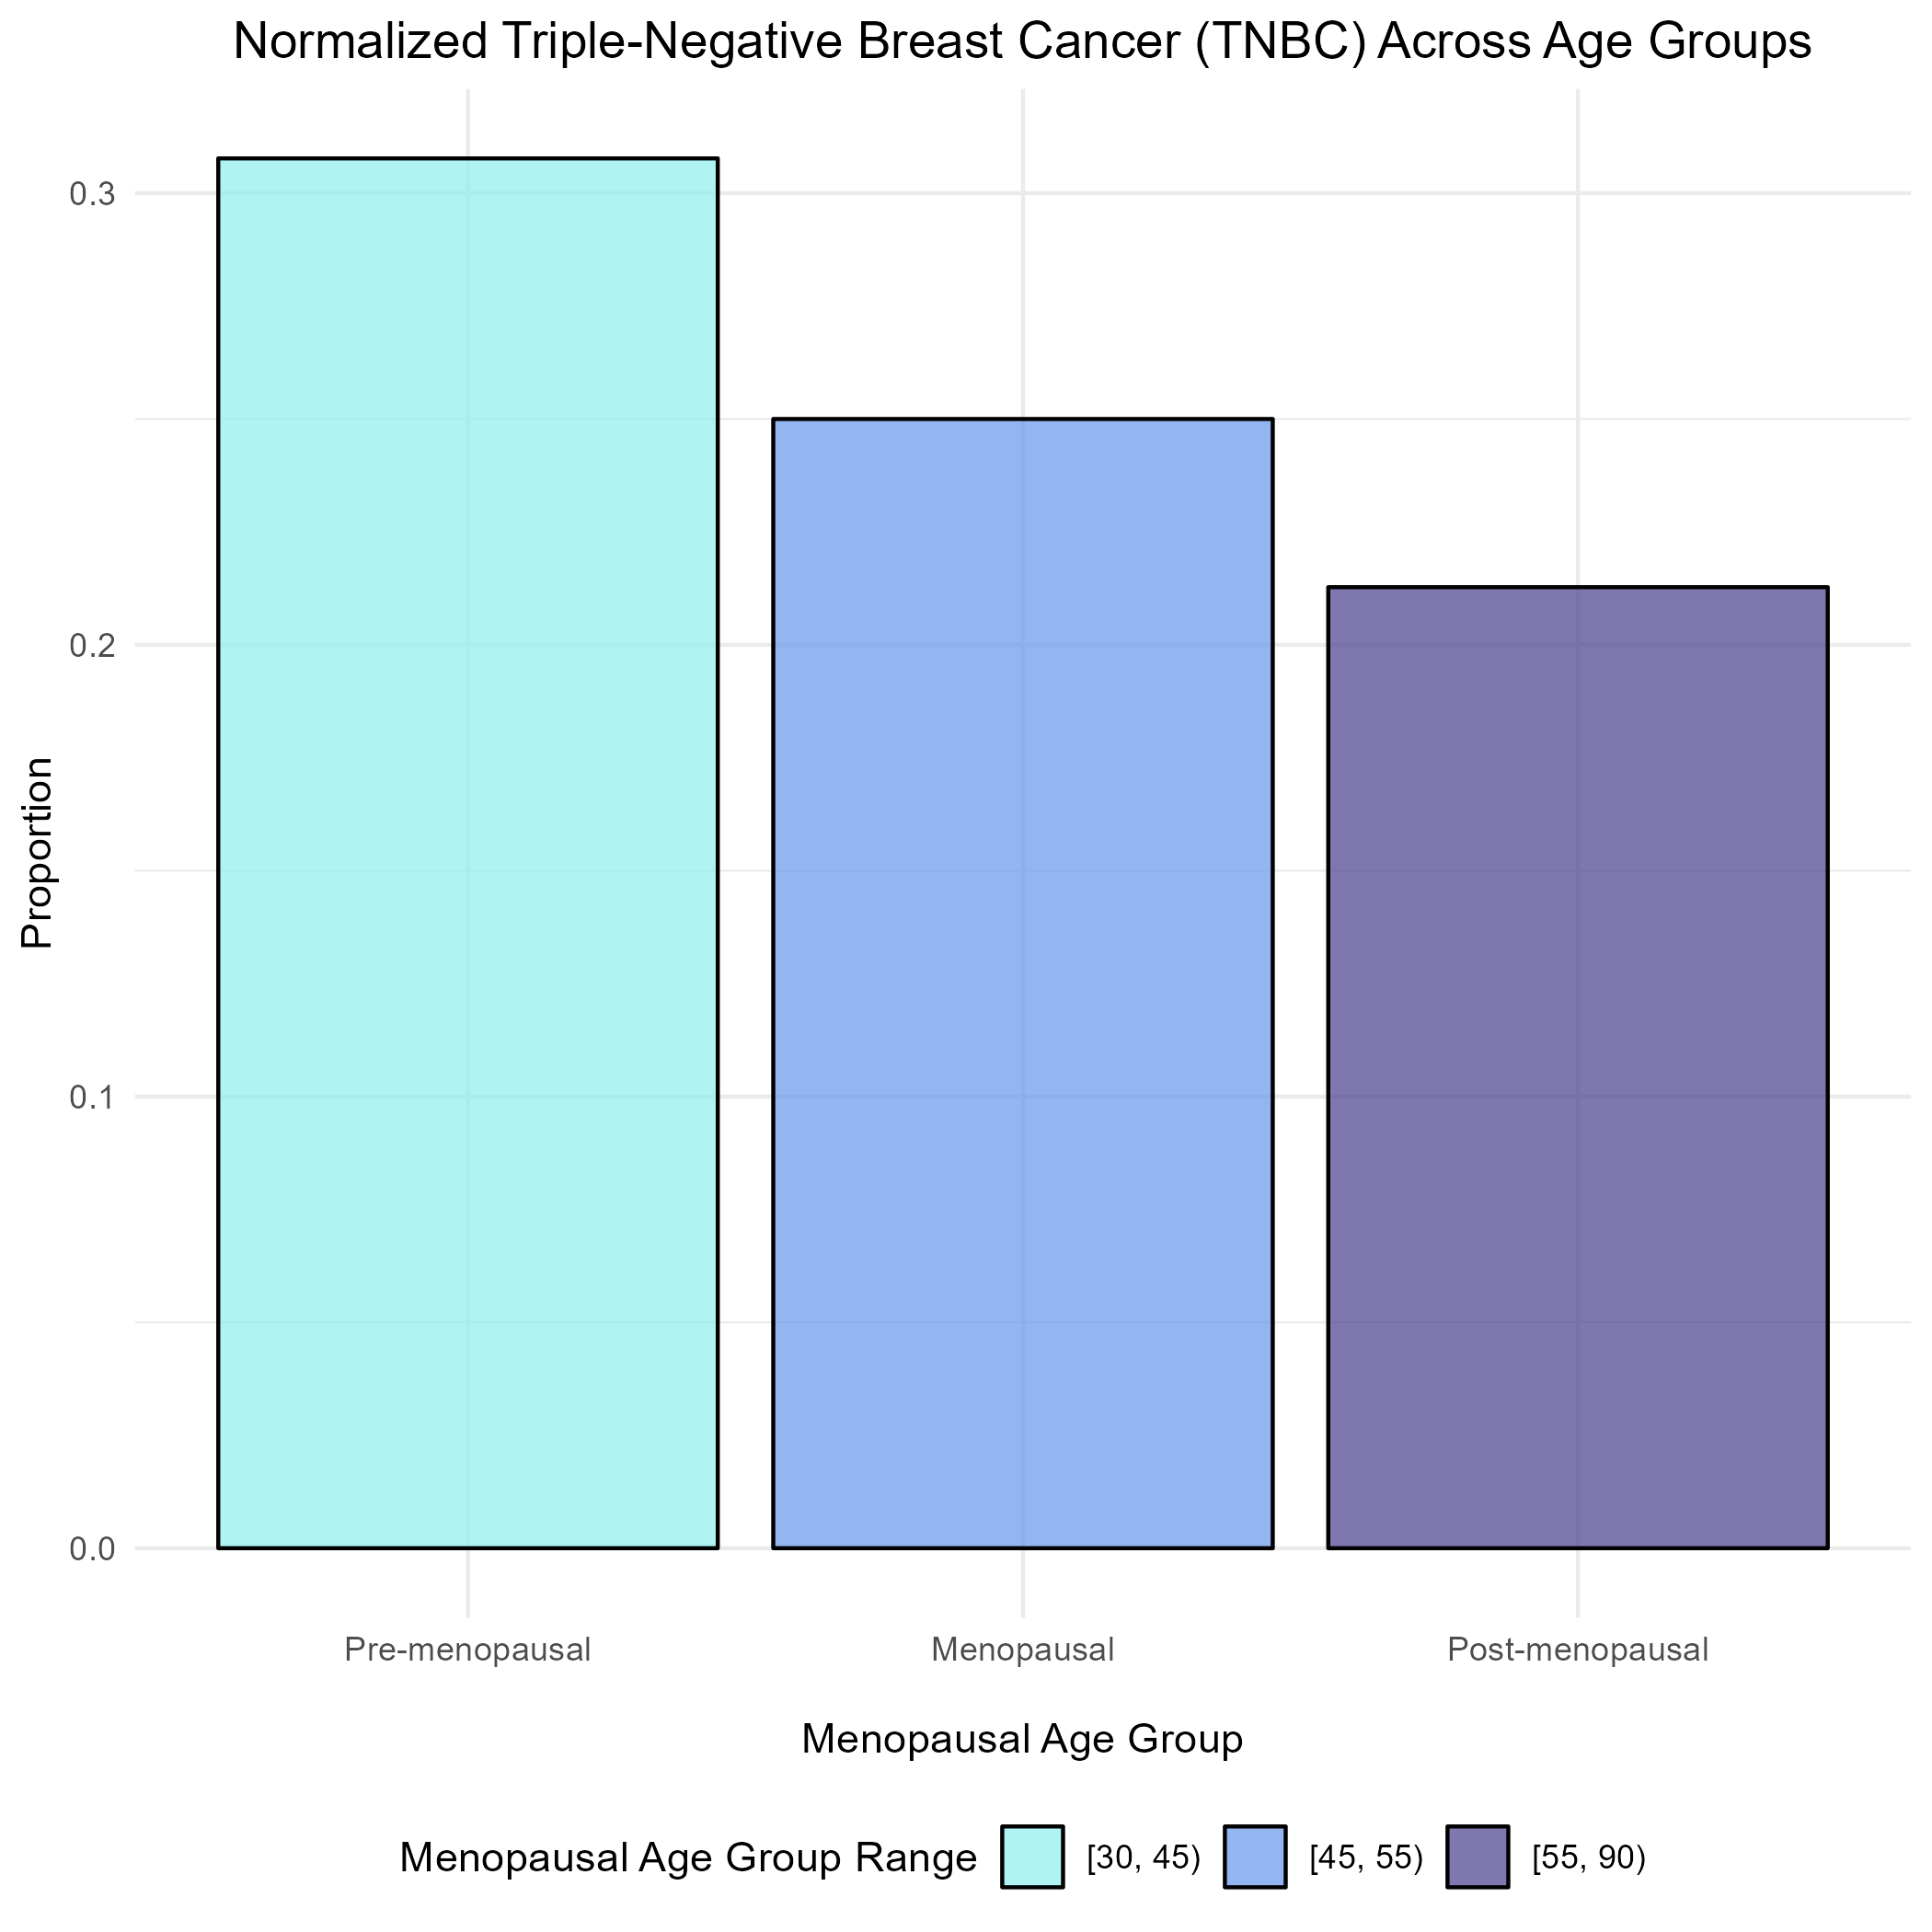 Normalized Triple-Negative Breast Cancer (TNBC) Across Age Groups
0.3
0.2
0.1
0.0
Proportion
Pre-menopausal
Menopausal
Post-menopausal
Menopausal Age Group
Menopausal Age Group Range [30, 45) [45, 55) [55, 90)